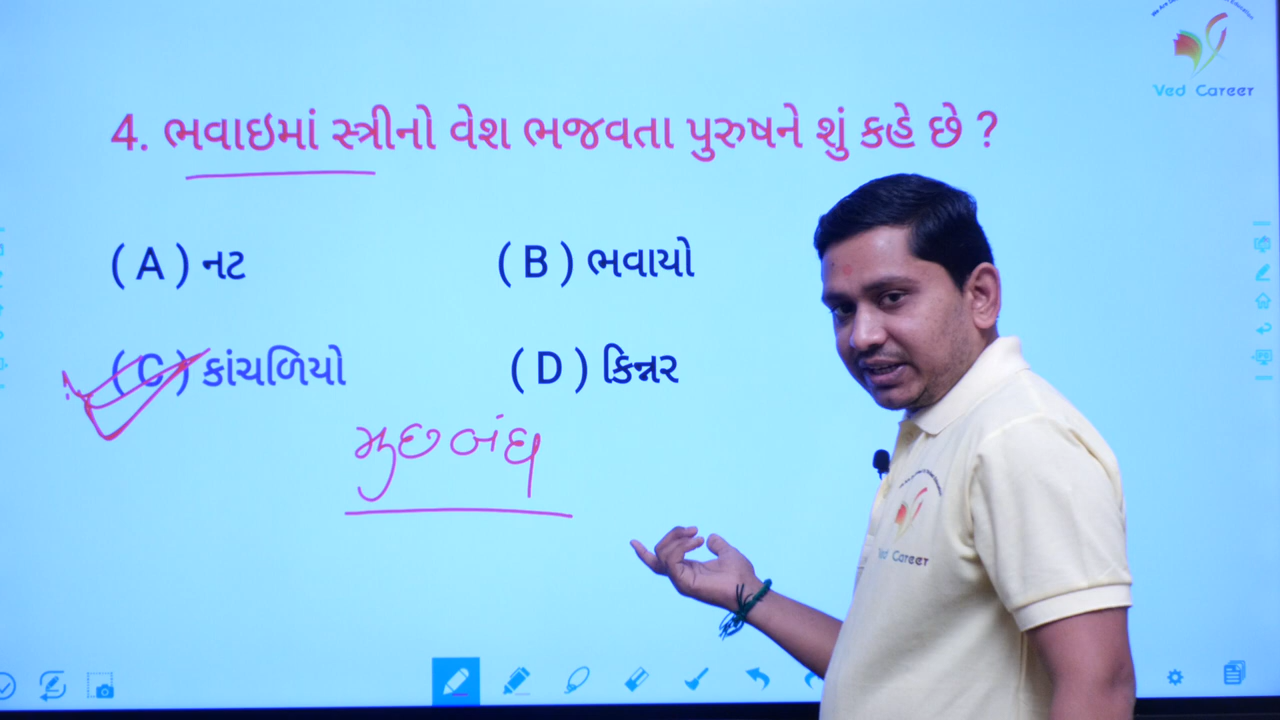 Ved Career
4. ભવાઇમાં સ્ત્રીનો વેશ ભજવતા પુરુષને શું કહે છે ?
( A ) નટ
( B ) ભવાયો
( C ) કાંચળિયો
( D ) કિન્નર
મુછબંધ
Ved Career